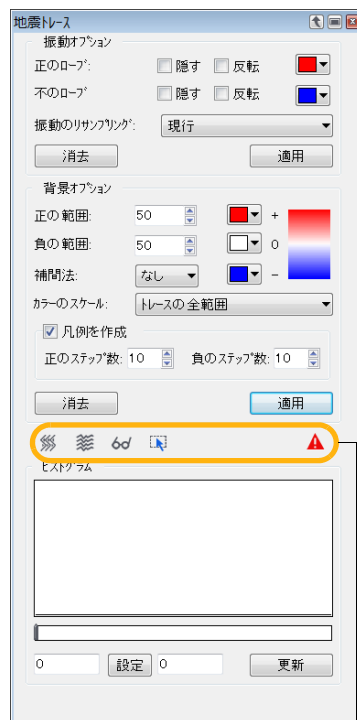 地震トレース
振動オプション
正のローブ: 隠す 反転
不のローブ 隠す 反転
振動のリサンプリング: 現行
消去 適用
背景オプション
正の範囲: 50 +
負の範囲: 50 0
補間法: なし -
カラーのスケール: トレースの全範囲
凡例を作成
正のステップ数: 10 負のステップ数: 10
消去 適用
ヒストグラム
0 設定 0 更新